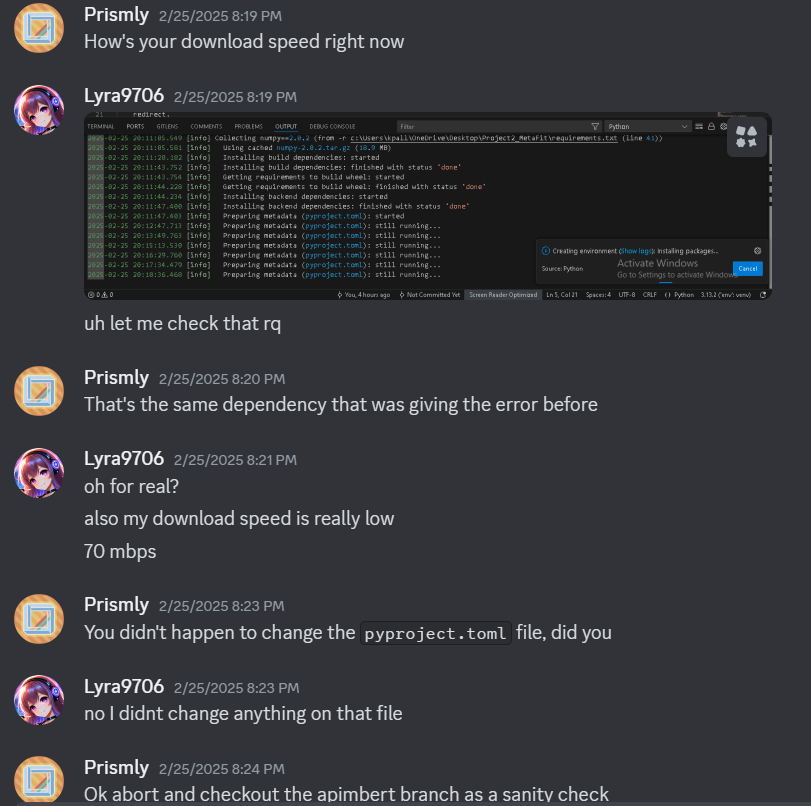 Prismly 2/25/2025 8:19 PM
How's your download speed right now
Lyra9706 2/25/2025 8:19 PM
21 redirect,
TERMINAL PORTS GITLENS COMMENTS PROBLEMS OUTPUT DEBUG CONSOLE Filter Python
2025-02-25 20:11:05.549 [info] Collecting numpy==2.0.2 (from -r c:\Users\kpall\OneDrive\Desktop\Project2_MetaFit\requirements.txt (line 41))
2025-02-25 20:11:05.581 [info] Using cached numpy-2.0.2.tar.gz (18.9 MB)
2025-02-25 20:11:20.182 [info] Installing build dependencies: started
2025-02-25 20:11:43.752 [info] Installing build dependencies: finished with status 'done'
2025-02-25 20:11:43.754 [info] Getting requirements to build wheel: started
2025-02-25 20:11:44.228 [info] Getting requirements to build wheel: finished with status 'done'
2025-02-25 20:11:44.234 [info] Installing backend dependencies: started
2025-02-25 20:11:47.400 [info] Installing backend dependencies: finished with status 'done'
2025-02-25 20:11:47.403 [info] Preparing metadata (pyproject.toml): started
2025-02-25 20:12:47.713 [info] Preparing metadata (pyproject.toml): still running...
2025-02-25 20:13:49.763 [info] Preparing metadata (pyproject.toml): still running...
2025-02-25 20:15:13.530 [info] Preparing metadata (pyproject.toml): still running...
2025-02-25 20:16:29.760 [info] Preparing metadata (pyproject.toml): still running...
2025-02-25 20:17:34.479 [info] Preparing metadata (pyproject.toml): still running...
2025-02-25 20:18:36.460 [info] Preparing metadata (pyproject.toml): still running...
Creating environment (Show logs): Installing packages...
Activate Windows
Source: Python
Go to Settings to activate Windows.
Cancel
0 0 You, 4 hours ago Not Committed Yet Screen Reader Optimized Ln 5, Col 21 Spaces: 4 UTF-8 CRLF Python 3.13.2 ('env': venv)
uh let me check that rq
Prismly 2/25/2025 8:20 PM
That's the same dependency that was giving the error before
Lyra9706 2/25/2025 8:21 PM
oh for real?
also my download speed is really low
70 mbps
Prismly 2/25/2025 8:23 PM
You didn't happen to change the pyproject.toml file, did you
Lyra9706 2/25/2025 8:23 PM
no I didnt change anything on that file
Prismly 2/25/2025 8:24 PM
Ok abort and checkout the apimbert branch as a sanity check